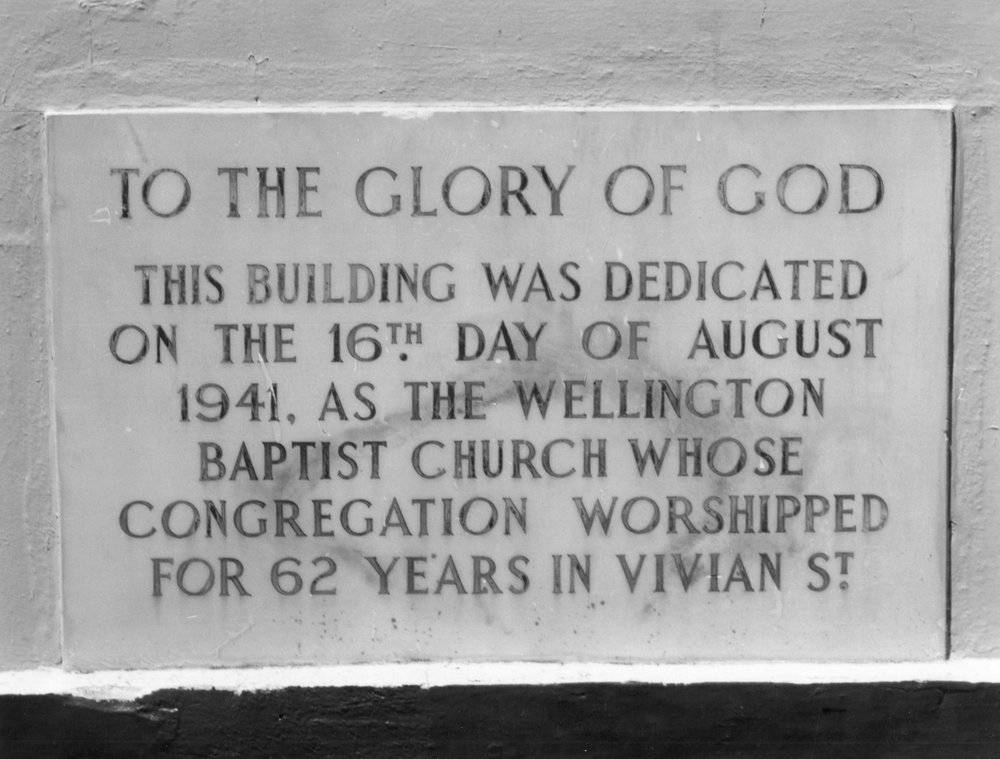 TO THE GLORY OF GOD
THIS BUILDING WAS DEDICATED
ON THE 16TH. DAY OF AUGUST
1941, AS THE WELLINGTON
BAPTIST CHURCH WHOSE
CONGREGATION WORSHIPPED
FOR 62 YEARS IN VIVIAN ST.